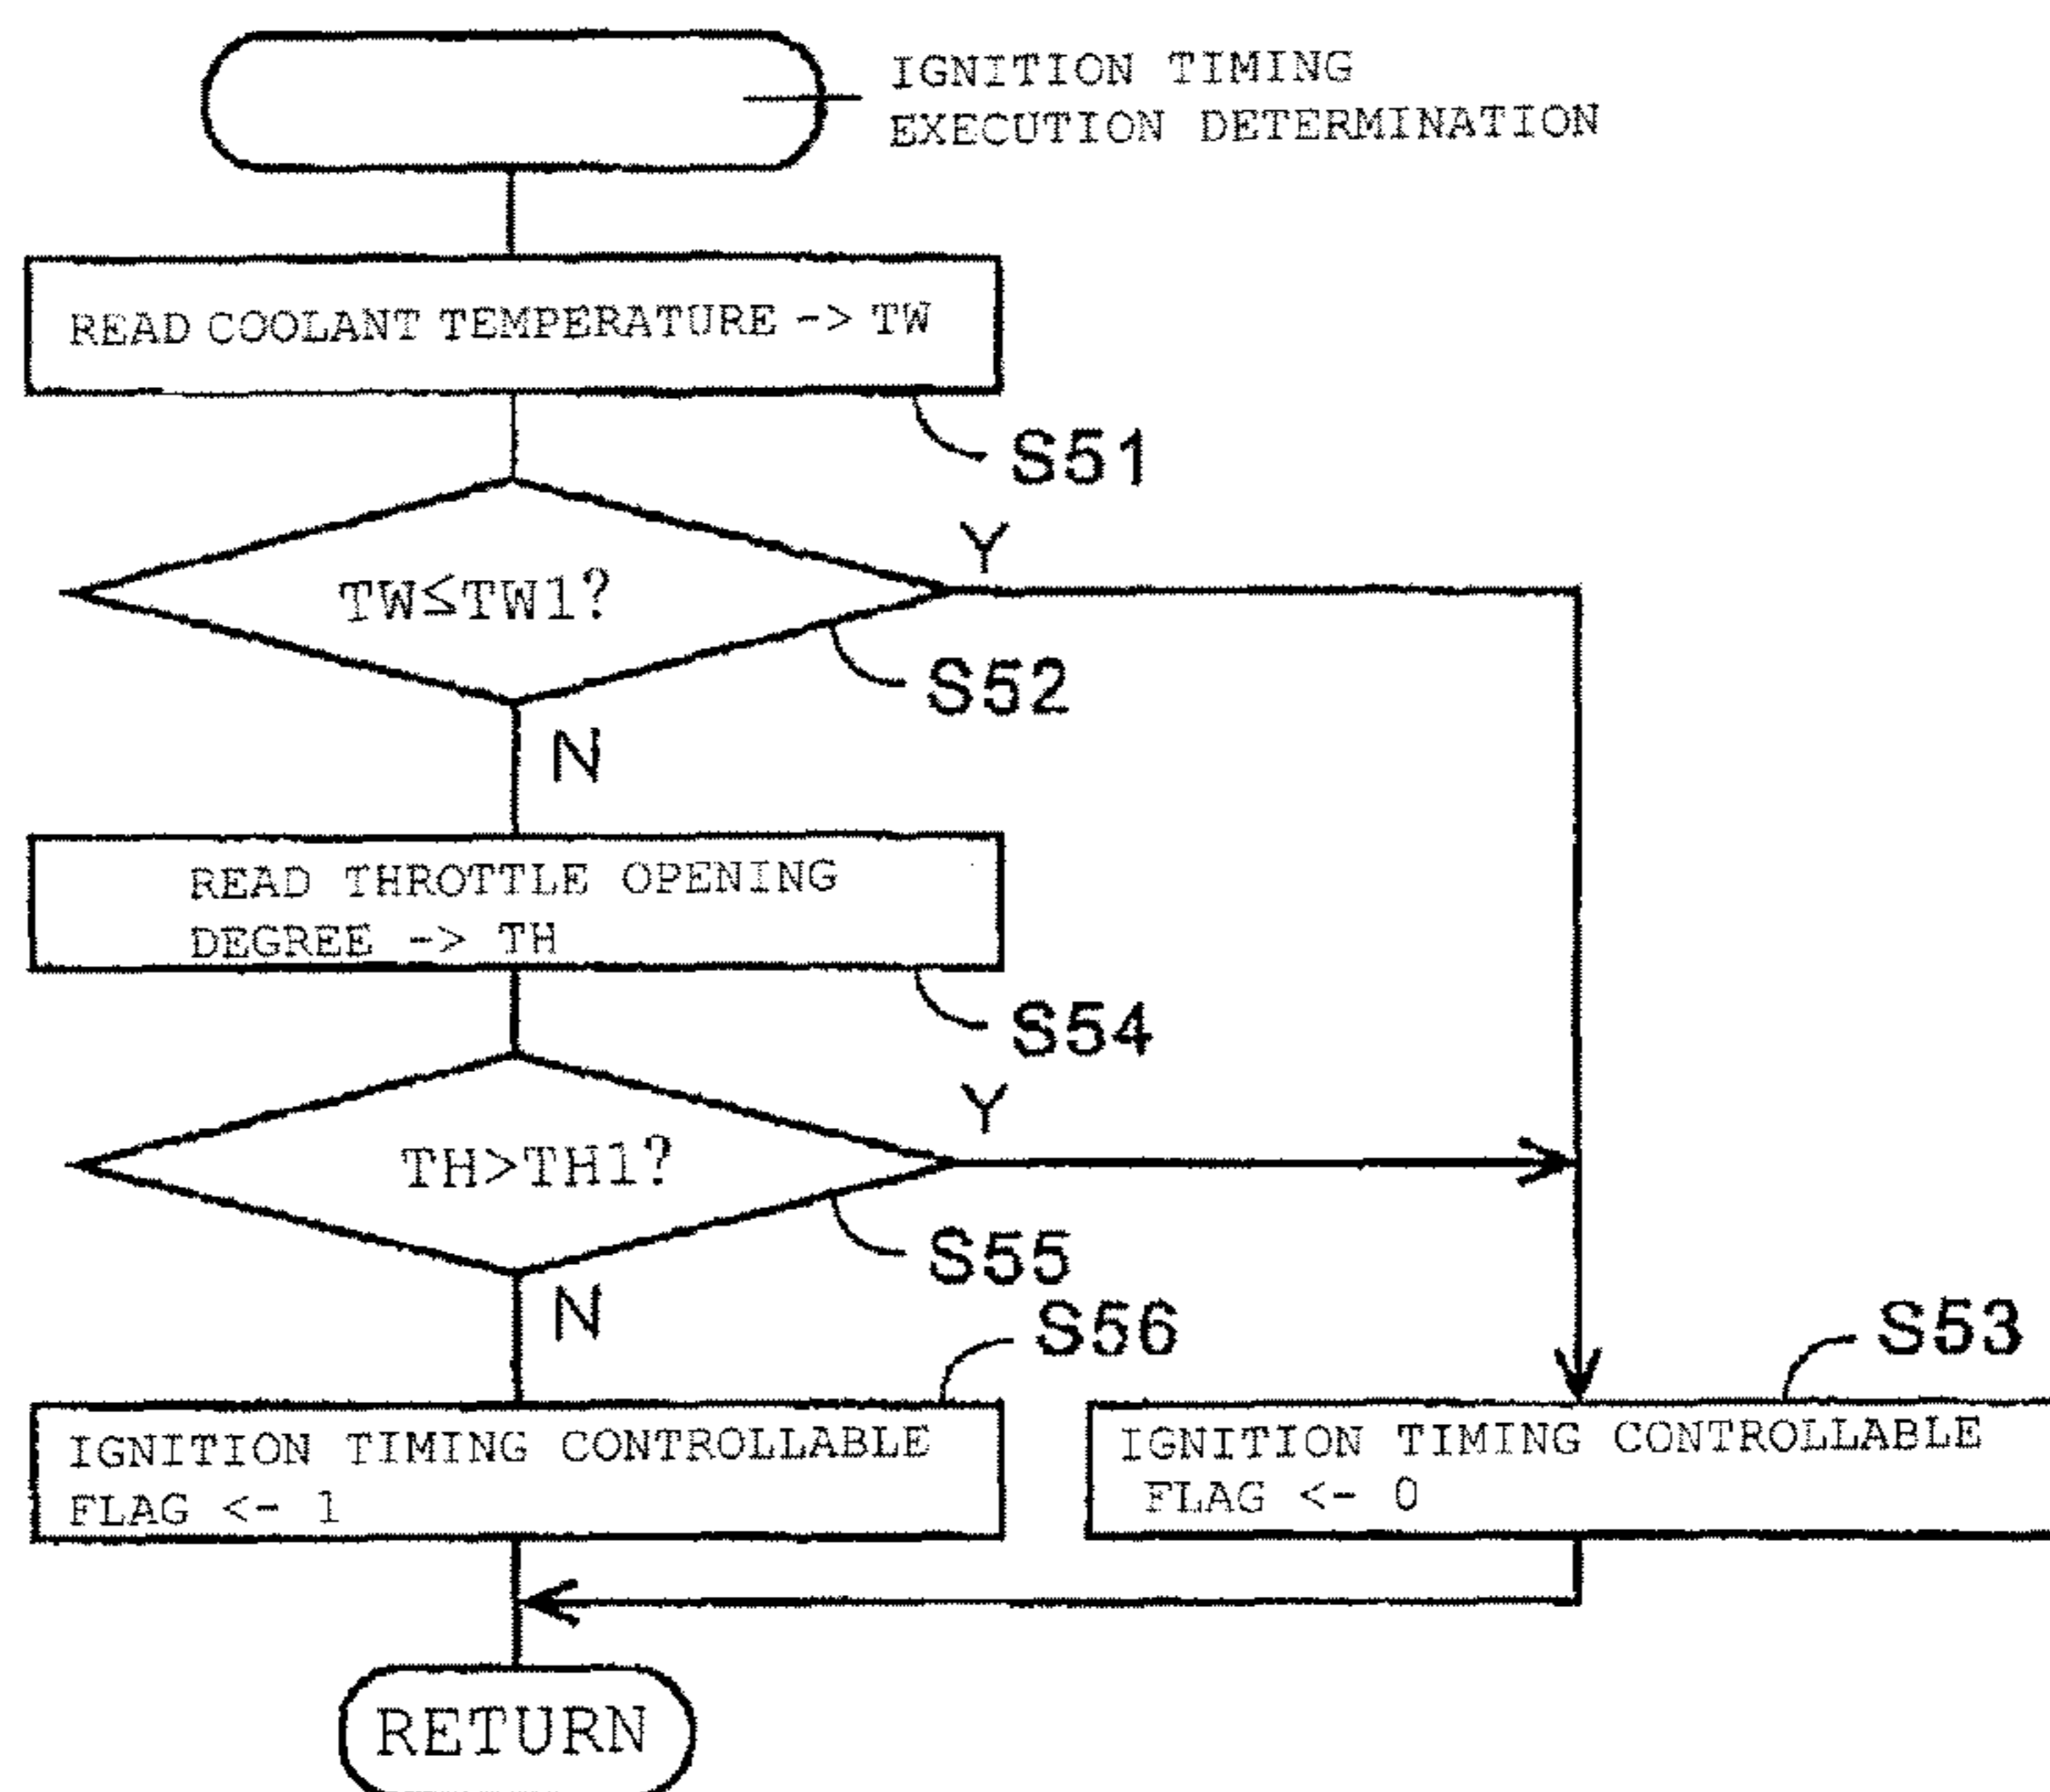 IGNITION TIMING
EXECUTION DETERMINATION
READ COOLANT TEMPERATURE -> TW
S51
TW≤TW1?
Y
S52
N
READ THROTTLE OPENING
DEGREE -> TH
S54
TH>TH1?
Y
S55
N
S56
S53
IGNITION TIMING CONTROLLABLE
FLAG <- 1
IGNITION TIMING CONTROLLABLE
FLAG <- 0
RETURN